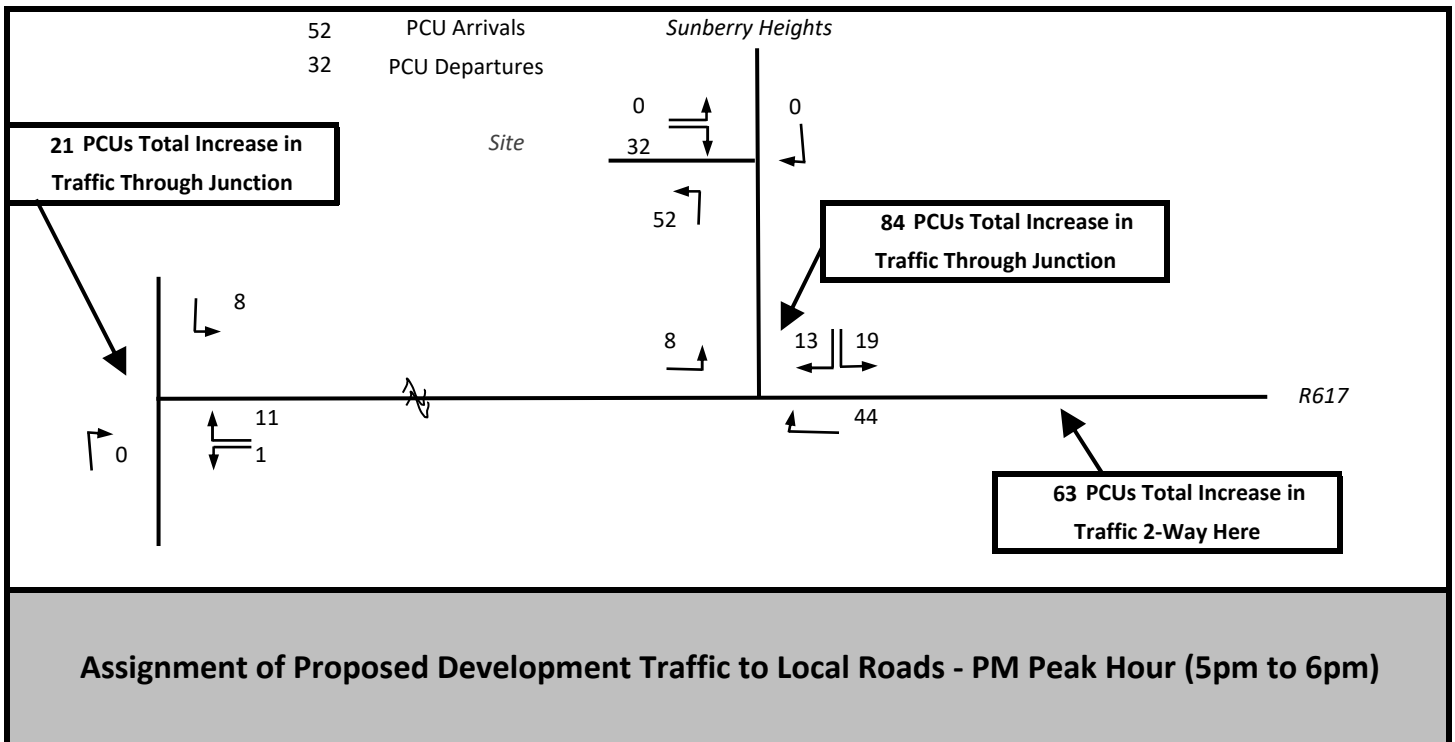 52 PCU Arrivals
Sunberry Heights
32 PCU Departures
0
0
21 PCUs Total Increase in
Traffic Through Junction
Site
32
52
84 PCUs Total Increase in
Traffic Through Junction
8
8
13
19
R617
11
44
0
1
63 PCUs Total Increase in
Traffic 2-Way Here
Assignment of Proposed Development Traffic to Local Roads - PM Peak Hour (5pm to 6pm)